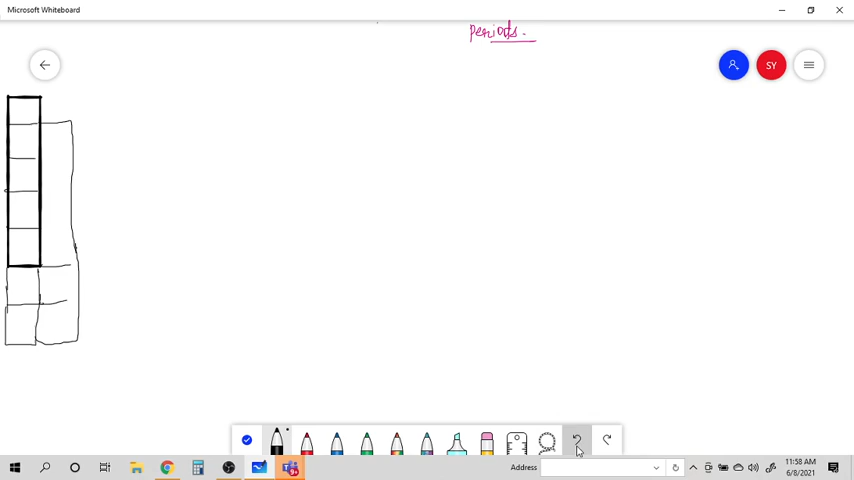 Microsoft Whiteboard
periods.
SY
Address
11:58 AM
6/8/2021